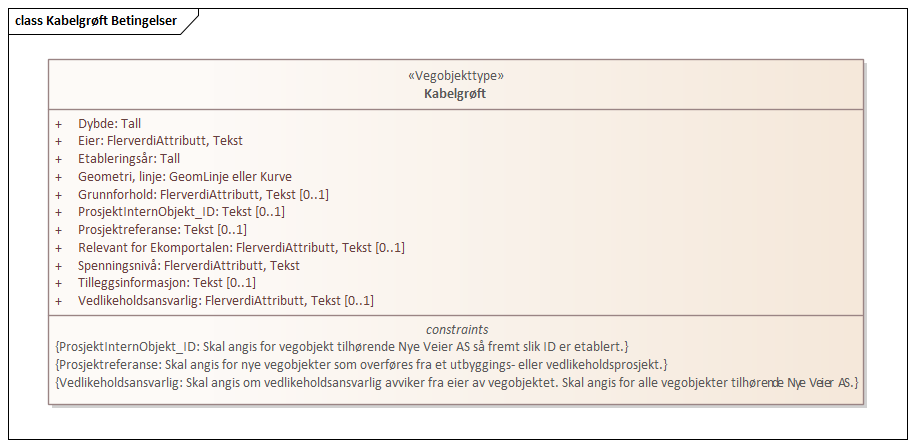 class Kabelgrøft Betingelser
«Vegobjekttype»
Kabelgrøft
+ Dybde: Tall
+ Eier: FlerverdiAttributt, Tekst
+ Etableringsår: Tall
+ Geometri, linje: GeomLinje eller Kurve
+ Grunnforhold: FlerverdiAttributt, Tekst [0..1]
+ ProsjektInternObjekt_ID: Tekst [0..1]
+ Prosjektreferanse: Tekst [0..1]
+ Relevant for Ekomportalen: FlerverdiAttributt, Tekst [0..1]
+ Spenningsnivå: FlerverdiAttributt, Tekst
+ Tilleggsinformasjon: Tekst [0..1]
+ Vedlikeholdsansvarlig: FlerverdiAttributt, Tekst [0..1]
constraints
{ProsjektInternObjekt_ID: Skal angis for vegobjekt tilhørende Nye Veier AS så fremt slik ID er etablert.}
{Prosjektreferanse: Skal angis for nye vegobjekter som overføres fra et utbyggings- eller vedlikeholdsprosjekt.}
{Vedlikeholdsansvarlig: Skal angis om vedlikeholdsansvarlig avviker fra eier av vegobjektet. Skal angis for alle vegobjekter tilhørende Nye Veier AS.}